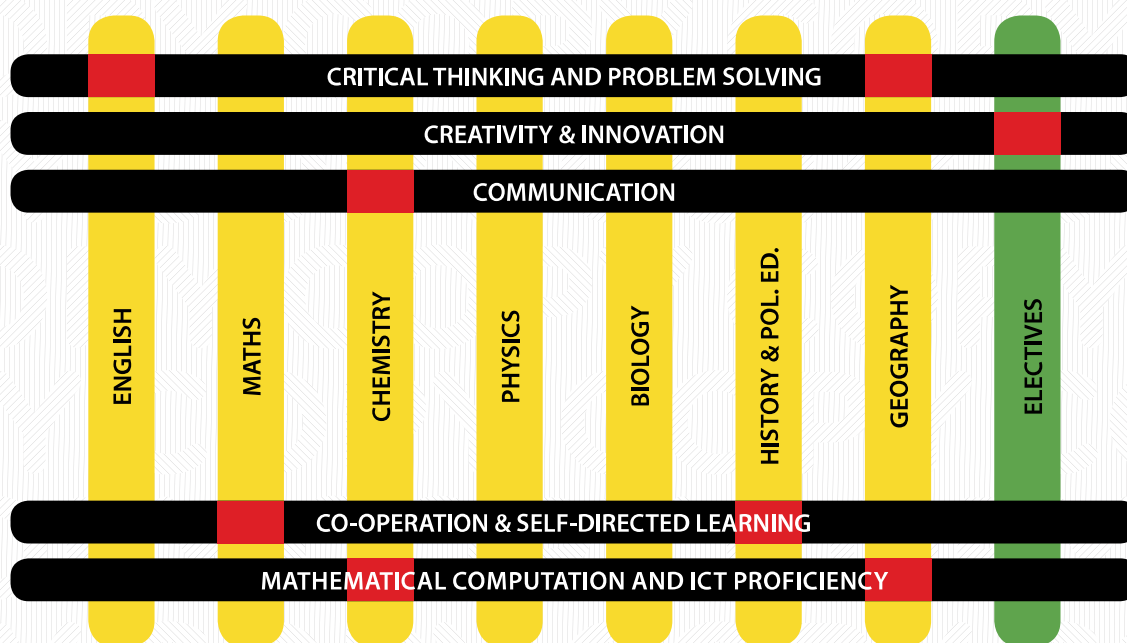 CRITICAL THINKING AND PROBLEM SOLVING
CREATIVITY & INNOVATION
COMMUNICATION
ENGLISH
MATHS
CHEMISTRY
PHYSICS
BIOLOGY
HISTORY & POL. ED.
GEOGRAPHY
ELECTIVES
CO-OPERATION & SELF-DIRECTED LEARNING
MATHEMATICAL COMPUTATION AND ICT PROFICIENCY